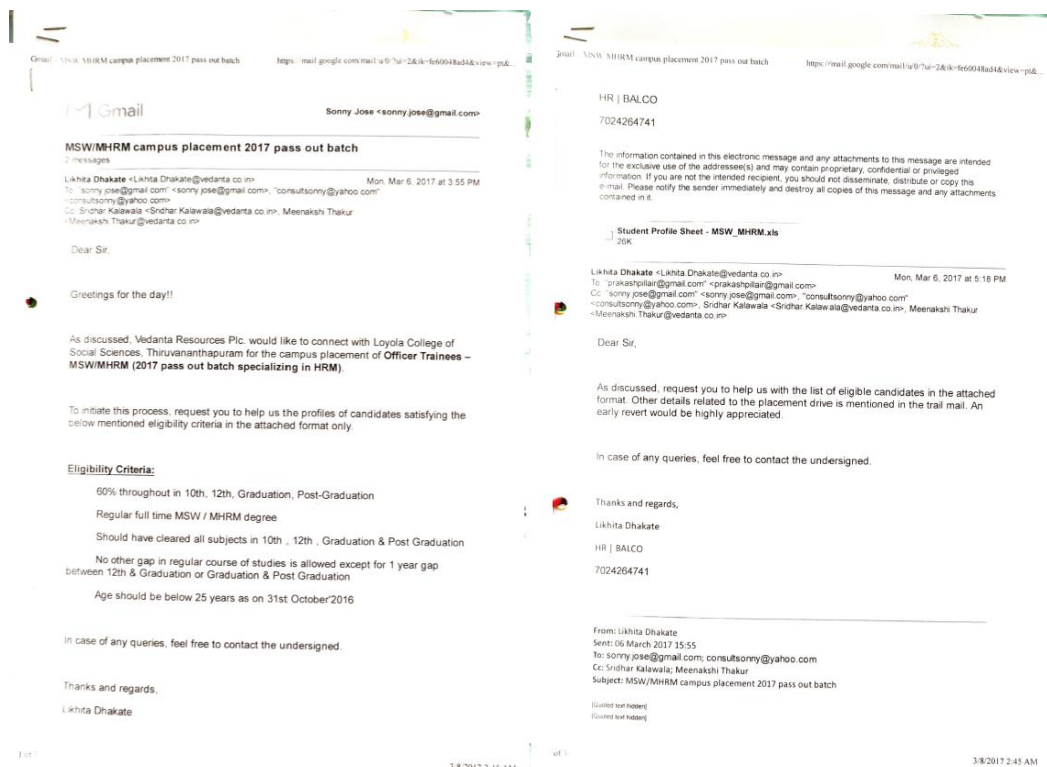 Gmail - MSW/MHRM campus placement 2017 pass out batch
https://mail.google.com/mail/u/0/?ui=2&ik=fe60048ad4&view=pt&...
Gmail
Sonny Jose <sonny.jose@gmail.com>
MSW/MHRM campus placement 2017 pass out batch
2 messages
Likhita Dhakate <Likhita.Dhakate@vedanta.co.in>
Mon, Mar 6, 2017 at 3:55 PM
To: "sonny.jose@gmail.com" <sonny.jose@gmail.com>, "consultsonny@yahoo.com"
<consultsonny@yahoo.com>
Cc: Sridhar Kalawala <Sridhar.Kalawala@vedanta.co.in>, Meenakshi Thakur
<Meenakshi.Thakur@vedanta.co.in>
Dear Sir,
Greetings for the day!!
As discussed, Vedanta Resources Plc. would like to connect with Loyola College of
Social Sciences, Thiruvananthapuram for the campus placement of Officer Trainees –
MSW/MHRM (2017 pass out batch specializing in HRM).
To initiate this process, request you to help us the profiles of candidates satisfying the
below mentioned eligibility criteria in the attached format only.
Eligibility Criteria:
60% throughout in 10th, 12th, Graduation, Post-Graduation
Regular full time MSW / MHRM degree
Should have cleared all subjects in 10th , 12th , Graduation & Post Graduation
No other gap in regular course of studies is allowed except for 1 year gap
between 12th & Graduation or Graduation & Post Graduation
Age should be below 25 years as on 31st October'2016
In case of any queries, feel free to contact the undersigned.
Thanks and regards,
Likhita Dhakate
1 of
3/8/2017 2:45 AM
Gmail - MSW/MHRM campus placement 2017 pass out batch
https://mail.google.com/mail/u/0/?ui=2&ik=fe60048ad4&view=pt&...
HR | BALCO
7024264741
The information contained in this electronic message and any attachments to this message are intended
for the exclusive use of the addressee(s) and may contain proprietary, confidential or privileged
information. If you are not the intended recipient, you should not disseminate, distribute or copy this
e-mail. Please notify the sender immediately and destroy all copies of this message and any attachments
contained in it.
Student Profile Sheet - MSW_MHRM.xls
26K
Likhita Dhakate <Likhita.Dhakate@vedanta.co.in>
Mon, Mar 6, 2017 at 5:18 PM
To: "prakashpillair@gmail.com" <prakashpillair@gmail.com>
Cc: "sonny.jose@gmail.com" <sonny.jose@gmail.com>, "consultsonny@yahoo.com"
<consultsonny@yahoo.com>, Sridhar Kalawala <Sridhar.Kalawala@vedanta.co.in>, Meenakshi Thakur
<Meenakshi.Thakur@vedanta.co.in>
Dear Sir,
As discussed, request you to help us with the list of eligible candidates in the attached
format. Other details related to the placement drive is mentioned in the trail mail. An
early revert would be highly appreciated.
In case of any queries, feel free to contact the undersigned.
Thanks and regards,
Likhita Dhakate
HR | BALCO
7024264741
From: Likhita Dhakate
Sent: 06 March 2017 15:55
To: sonny.jose@gmail.com; consultsonny@yahoo.com
Cc: Sridhar Kalawala; Meenakshi Thakur
Subject: MSW/MHRM campus placement 2017 pass out batch
[Quoted text hidden]
[Quoted text hidden]
of
3/8/2017 2:45 AM